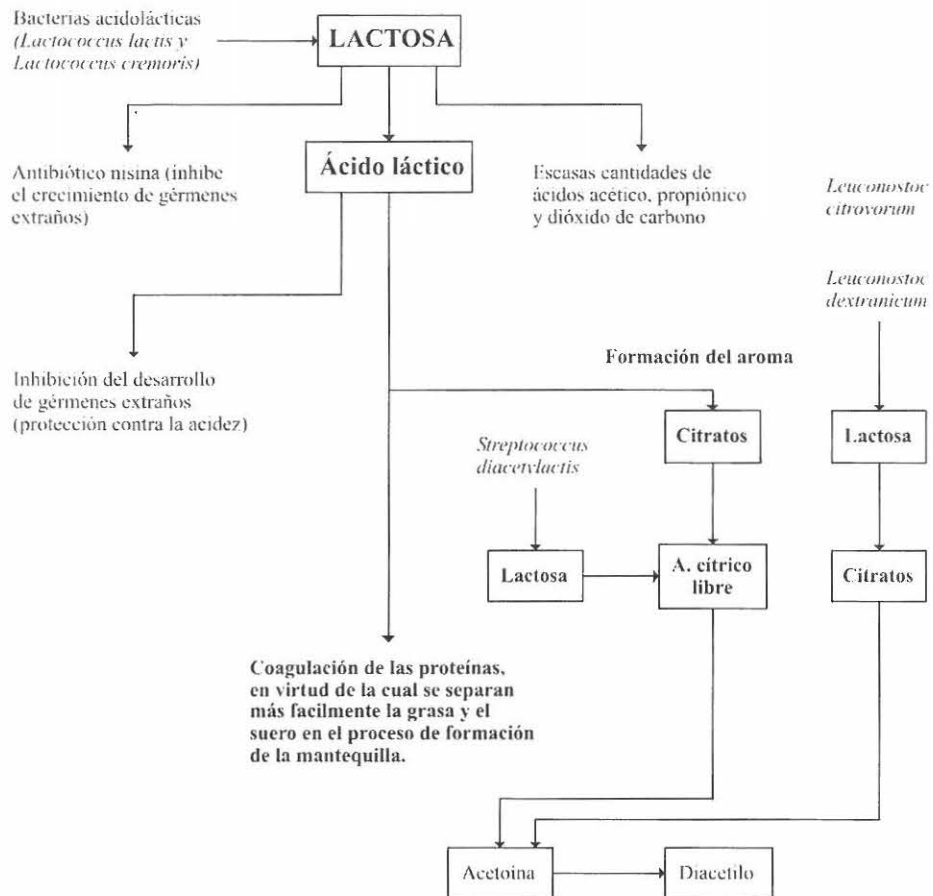 Bacterias acidolácticas
(Lactococcus lactis y
Lactococcus cremoris)
LACTOSA
Antibiótico nisina (inhibe
el crecimiento de gérmenes
extraños)
Ácido láctico
Escasas cantidades de
ácidos acético, propiónico
y dióxido de carbono
Leuconostoc
citrovorum
Leuconostoc
dextranicum
Inhibición del desarrollo
de gérmenes extraños
(protección contra la acidez)
Formación del aroma
Citratos
Lactosa
Streptococcus
diacetylactis
Lactosa
A. cítrico
libre
Citratos
Coagulación de las proteínas,
en virtud de la cual se separan
más facilmente la grasa y el
suero en el proceso de formación
de la mantequilla.
Acetoina
Diacetilo